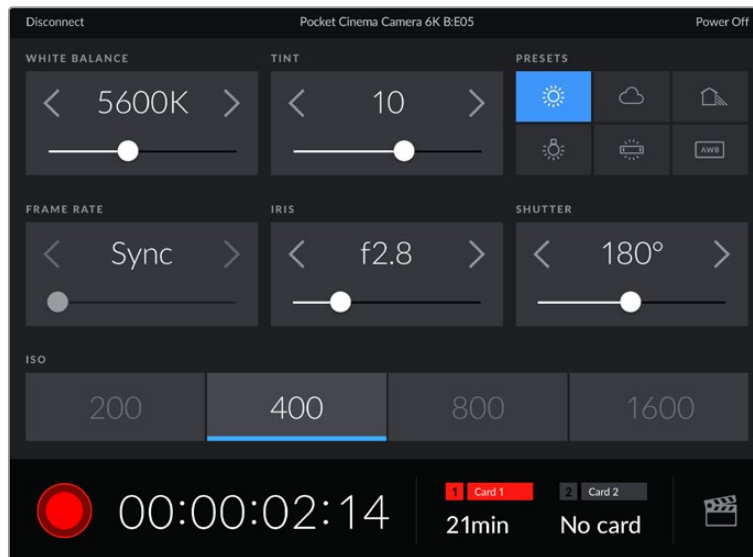 Disconnect Pocket Cinema Camera 6K B:E05 Power Off
WHITE BALANCE TINT PRESETS
5600K 10
AWB
FRAME RATE IRIS SHUTTER
Sync f2.8 180°
ISO
200 400 800 1600
1 Card 1 2 Card 2
00:00:02:14 21min No card